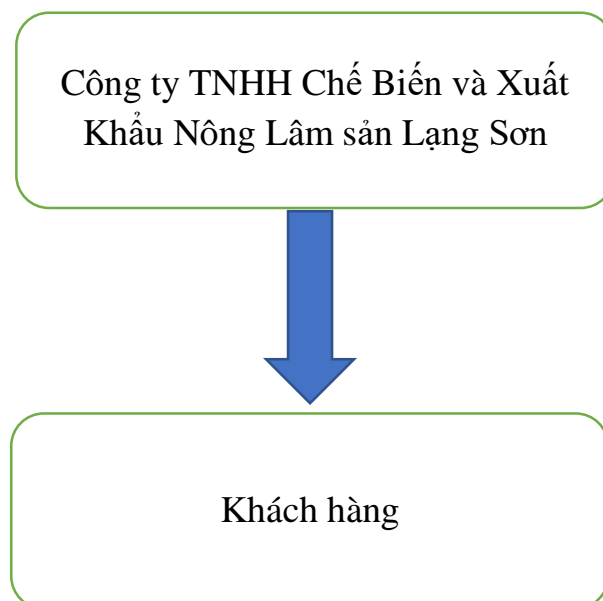 Công ty TNHH Chế Biến và Xuất
Khẩu Nông Lâm sản Lạng Sơn
Khách hàng